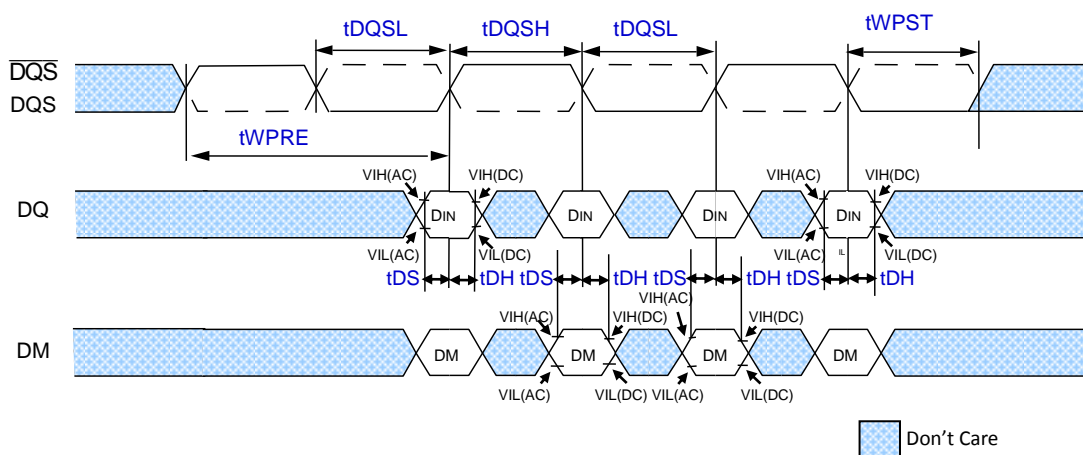 tDQSL tDQSH tDQSL tWPST
DQS
DQS
tWPRE
VIH(AC) VIH(DC) VIH(AC) VIH(DC)
DQ DIN DIN DIN DIN
VIL(AC) VIL(DC) VIL(AC) IL VIL(DC)
tDS tDH tDS tDH tDS tDH tDS tDH
VIH(AC) VIH(DC) VIH(AC) VIH(DC)
DM DM DM DM DM
VIL(AC) VIL(DC) VIL(AC) VIL(DC)
Don't Care